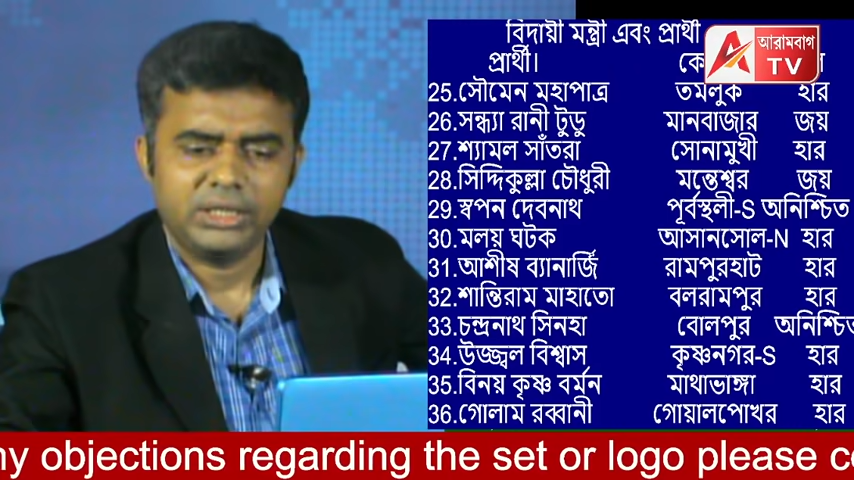 বিদায়ী মন্ত্রী এবং প্রার্থী
প্রার্থী। কে
আরামবাগ
TV
25.সৌমেন মহাপাত্র তমলুক হার
26.সন্ধ্যা রানী টুডু মানবাজার জয়
27.শ্যামল সাঁতরা সোনামুখী হার
28.সিদ্দিকুল্লা চৌধুরী মন্তেশ্বর জয়
29.স্বপন দেবনাথ পূর্বস্থলী-S অনিশ্চিত
30.মলয় ঘটক আসানসোল-N হার
31.আশীষ ব্যানার্জি রামপুরহাট হার
32.শান্তিরাম মাহাতো বলরামপুর হার
33.চন্দ্রনাথ সিনহা বোলপুর অনিশ্চিত
34.উজ্জ্বল বিশ্বাস কৃষ্ণনগর-S হার
35.বিনয় কৃষ্ণ বর্মন মাথাভাঙ্গা হার
36.গোলাম রব্বানী গোয়ালপোখর হার
ny objections regarding the set or logo please co